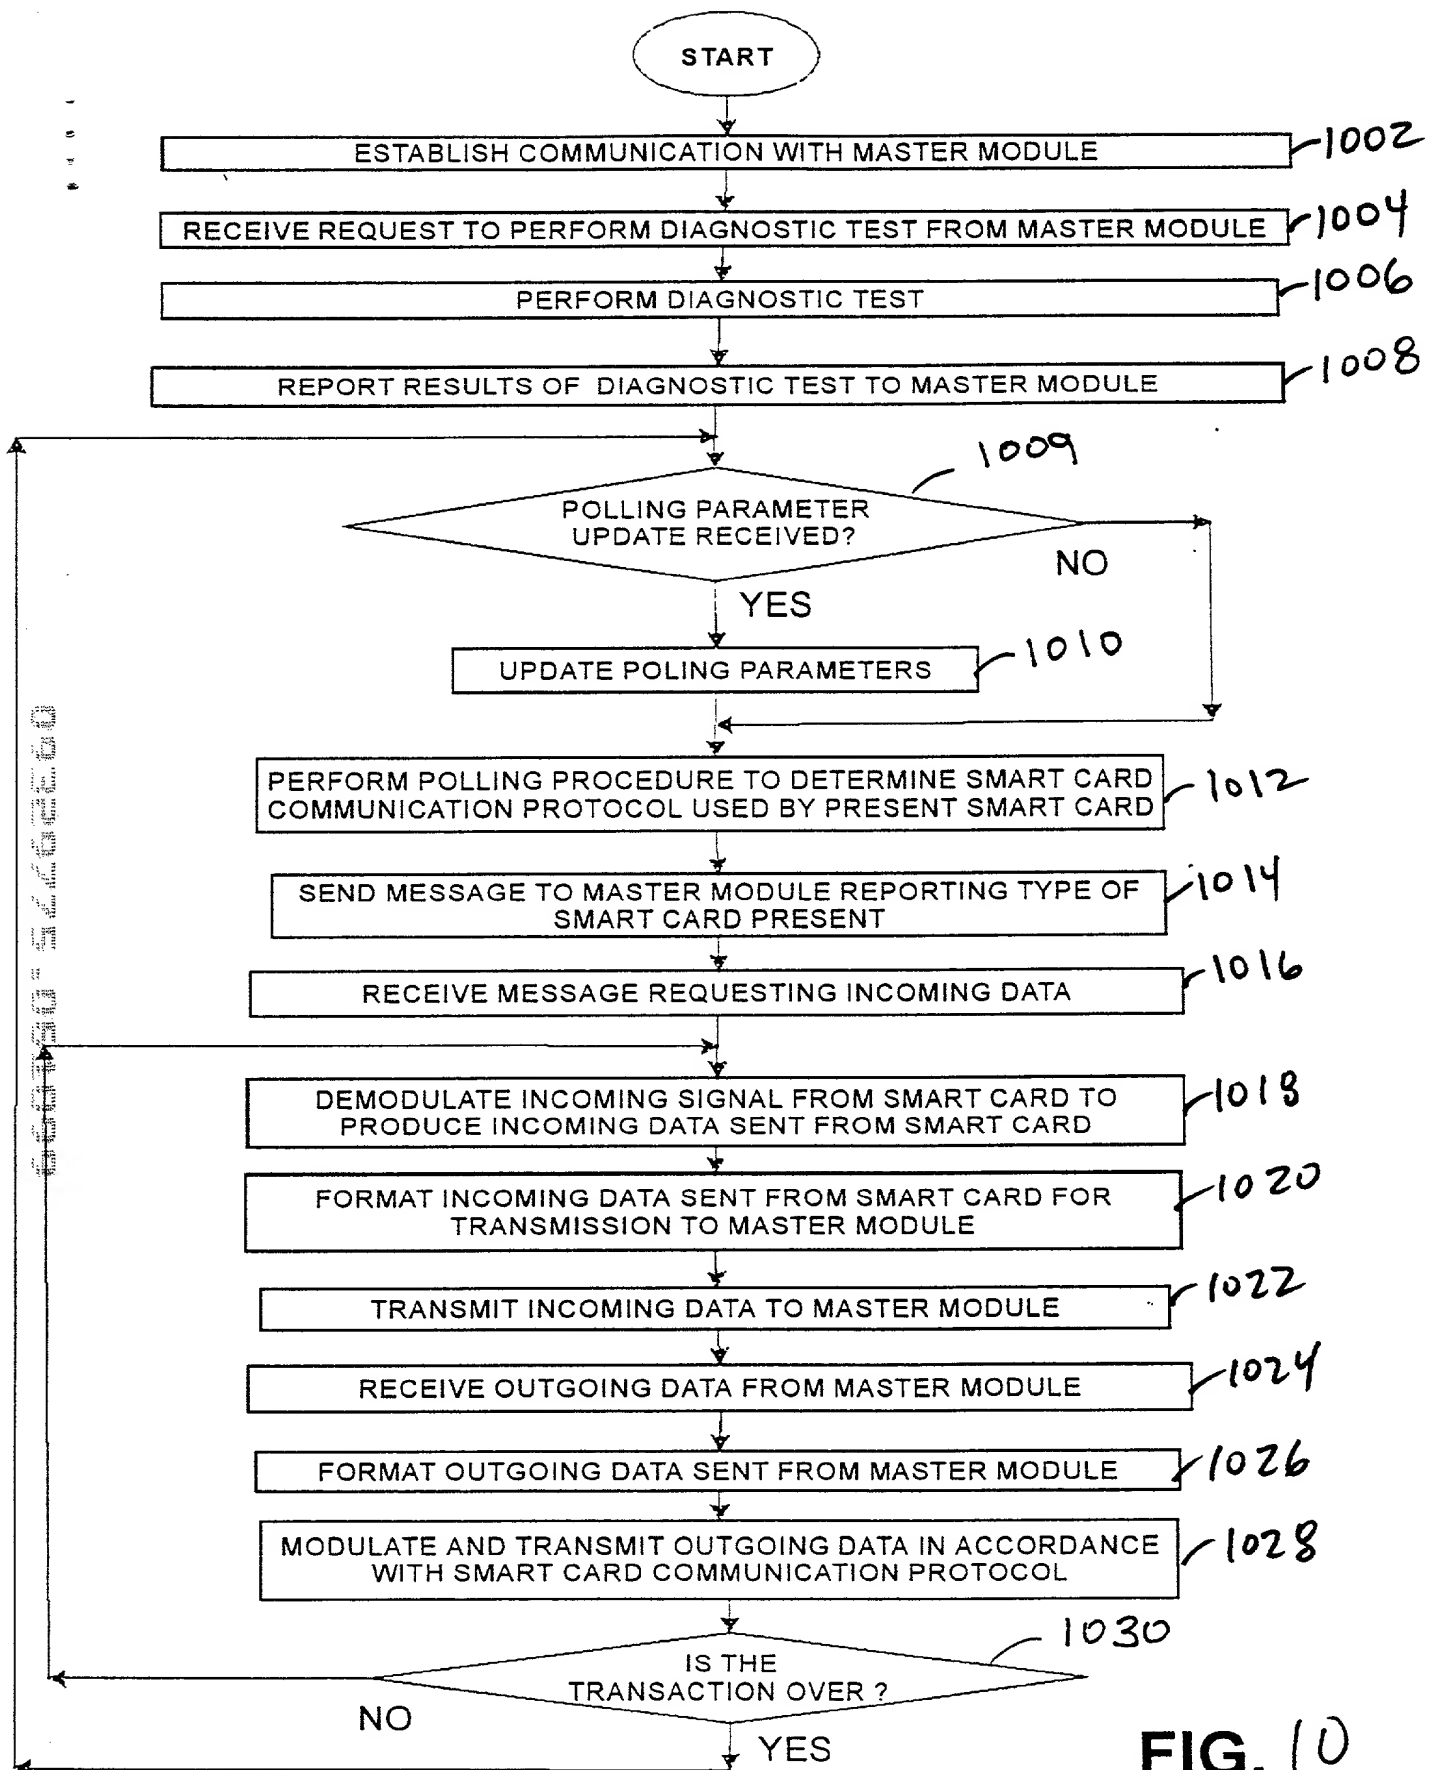 START
ESTABLISH COMMUNICATION WITH MASTER MODULE
1002
RECEIVE REQUEST TO PERFORM DIAGNOSTIC TEST FROM MASTER MODULE
1004
PERFORM DIAGNOSTIC TEST
1006
REPORT RESULTS OF DIAGNOSTIC TEST TO MASTER MODULE
1008
1009
POLLING PARAMETER
UPDATE RECEIVED?
NO
YES
UPDATE POLING PARAMETERS
1010
PERFORM POLLING PROCEDURE TO DETERMINE SMART CARD
COMMUNICATION PROTOCOL USED BY PRESENT SMART CARD
1012
SEND MESSAGE TO MASTER MODULE REPORTING TYPE OF
SMART CARD PRESENT
1014
RECEIVE MESSAGE REQUESTING INCOMING DATA
1016
DEMODULATE INCOMING SIGNAL FROM SMART CARD TO
PRODUCE INCOMING DATA SENT FROM SMART CARD
1018
FORMAT INCOMING DATA SENT FROM SMART CARD FOR
TRANSMISSION TO MASTER MODULE
1020
TRANSMIT INCOMING DATA TO MASTER MODULE
1022
RECEIVE OUTGOING DATA FROM MASTER MODULE
1024
FORMAT OUTGOING DATA SENT FROM MASTER MODULE
1026
MODULATE AND TRANSMIT OUTGOING DATA IN ACCORDANCE
WITH SMART CARD COMMUNICATION PROTOCOL
1028
1030
IS THE
TRANSACTION OVER ?
NO
YES
FIG. 10